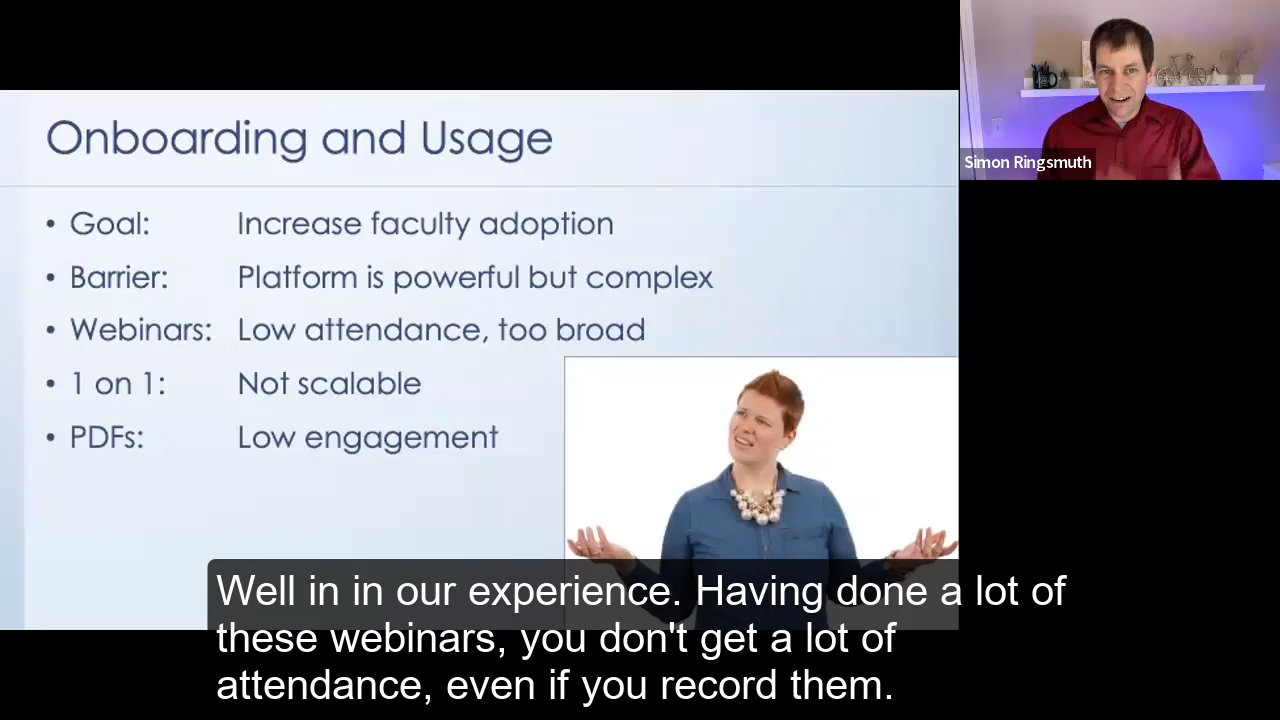 Onboarding and Usage
• Goal: Increase faculty adoption
• Barrier: Platform is powerful but complex
• Webinars: Low attendance, too broad
• 1 on 1: Not scalable
• PDFs: Low engagement
Simon Ringsmuth
Well in in our experience. Having done a lot of
these webinars, you don't get a lot of
attendance, even if you record them.